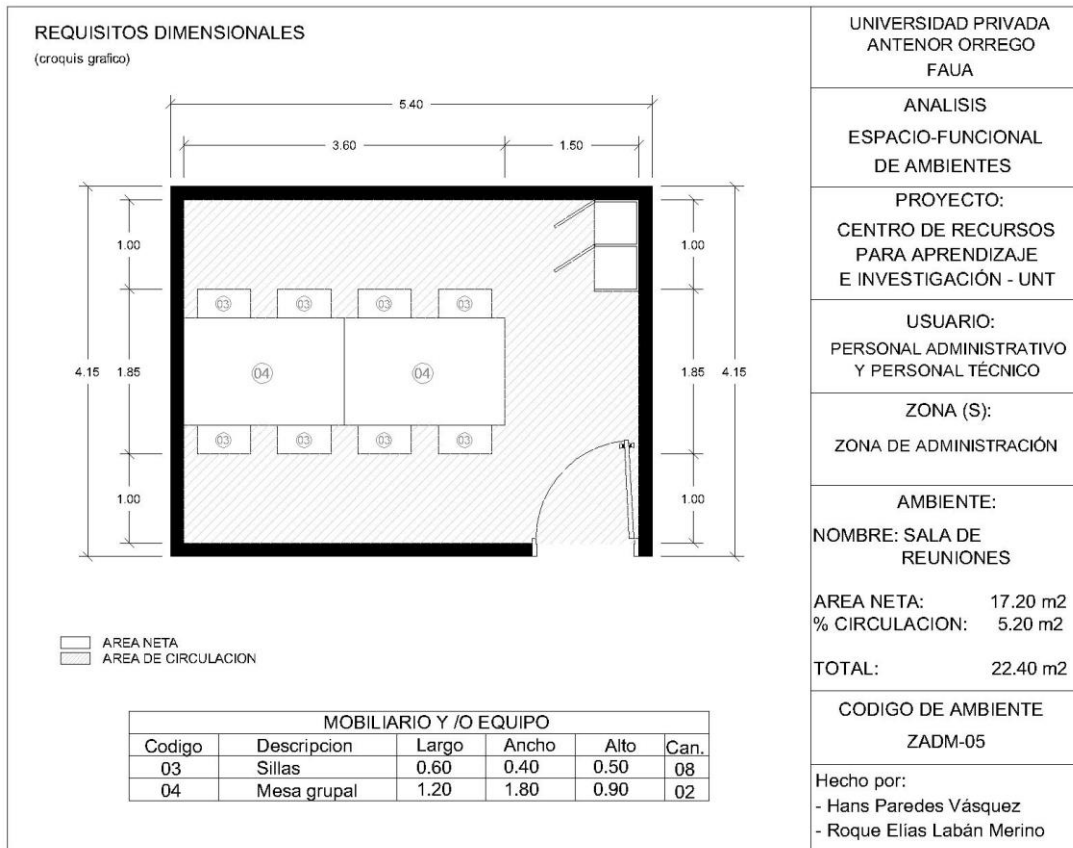 REQUISITOS DIMENSIONALES
(croquis grafico)
5.40
3.60 1.50
1.00 1.00
03 03 03 03
4.15 1.85 04 04 1.85 4.15
03 03 03 03
1.00 1.00
AREA NETA
AREA DE CIRCULACION
MOBILIARIO Y /O EQUIPO
Codigo Descripcion Largo Ancho Alto Can.
03 Sillas 0.60 0.40 0.50 08
04 Mesa grupal 1.20 1.80 0.90 02
UNIVERSIDAD PRIVADA
ANTENOR ORREGO
FAUA
ANALISIS
ESPACIO-FUNCIONAL
DE AMBIENTES
PROYECTO:
CENTRO DE RECURSOS
PARA APRENDIZAJE
E INVESTIGACIÓN - UNT
USUARIO:
PERSONAL ADMINISTRATIVO
Y PERSONAL TÉCNICO
ZONA (S):
ZONA DE ADMINISTRACIÓN
AMBIENTE:
NOMBRE: SALA DE
REUNIONES
AREA NETA: 17.20 m2
% CIRCULACION: 5.20 m2
TOTAL: 22.40 m2
CODIGO DE AMBIENTE
ZADM-05
Hecho por:
- Hans Paredes Vásquez
- Roque Elías Labán Merino